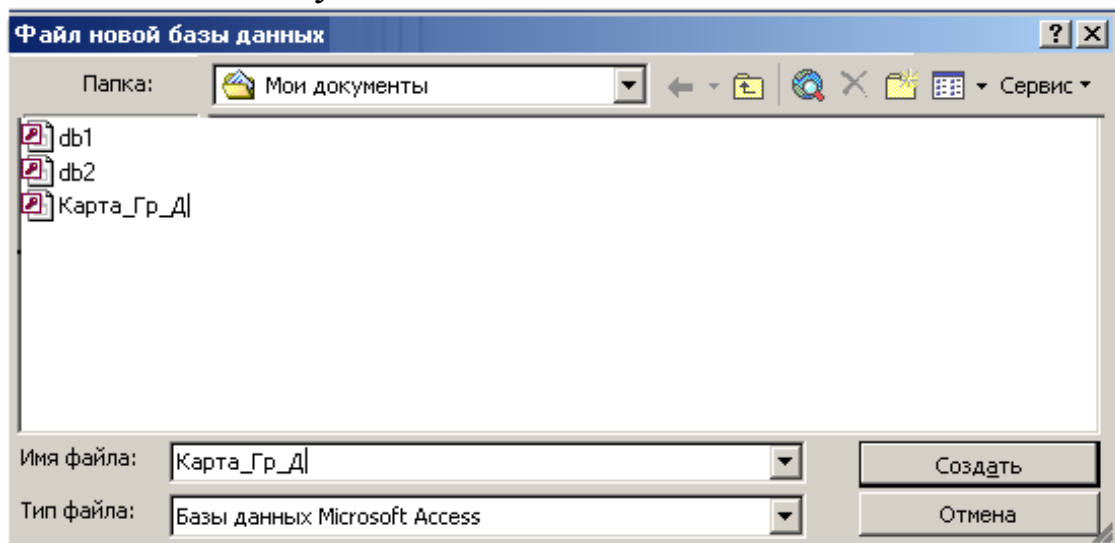 Файл новой базы данных
Папка: Мои документы Сервис
db1
db2
Карта_Гр_Д
Имя файла: Карта_Гр_Д Создать
Тип файла: Базы данных Microsoft Access Отмена